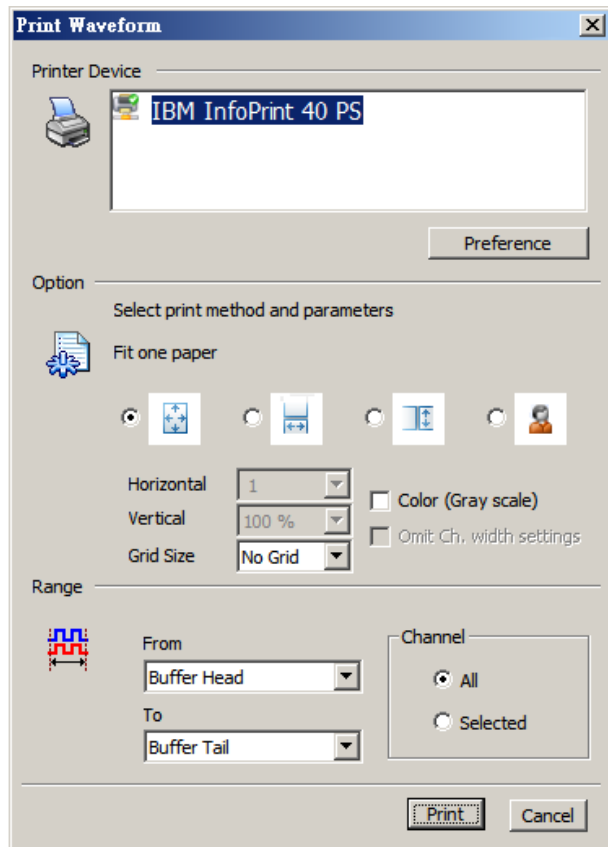 Print Waveform
Printer Device
IBM InfoPrint 40 PS
Preference
Option
Select print method and parameters
Fit one paper
Horizontal 1
Vertical 100 %
Grid Size No Grid
Color (Gray scale)
Omit Ch. width settings
Range
From
Buffer Head
To
Buffer Tail
Channel
All
Selected
Print Cancel